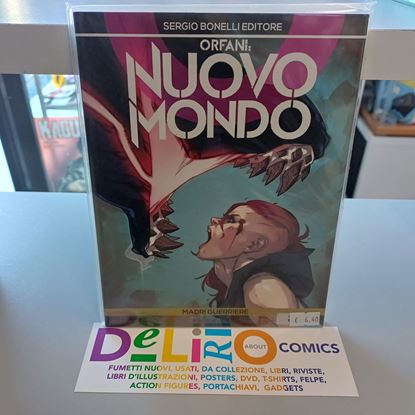 SERGIO BONELLI EDITORE
ORFANI:
NUOVO
MONDO
MADRI GUERRIERE
€ 6,40
DeLiRIO ABOUT COMICS
FUMETTI NUOVI, USATI, DA COLLEZIONE, LIBRI, RIVISTE,
LIBRI D'ILLUSTRAZIONI, POSTERS, DVD, T-SHIRTS, FELPE,
ACTION FIGURES, PORTACHIAVI, GADGETS